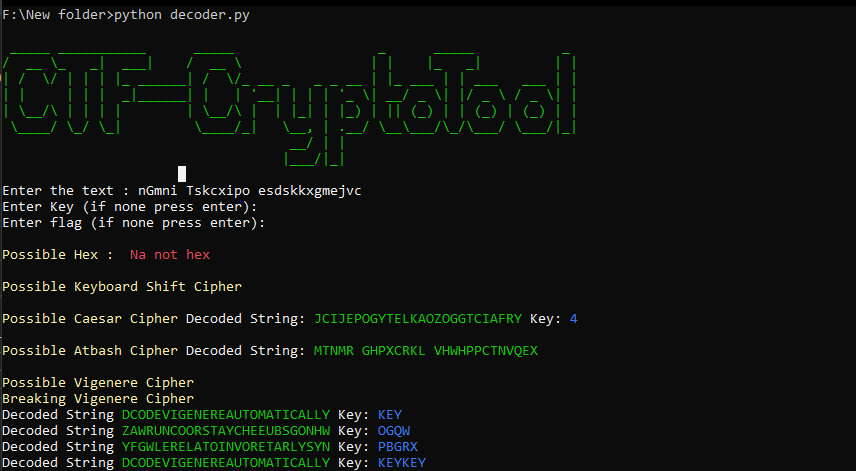 F:\New folder>python decoder.py
CTF-CryptoTool
Enter the text : nGmni Tskcxipo esdskkxgmejvc
Enter Key (if none press enter):
Enter flag (if none press enter):
Possible Hex :  Na not hex
Possible Keyboard Shift Cipher
Possible Caesar Cipher Decoded String: JCIJEPOGYTELKAOZOGGTCIAFRY Key: 4
Possible Atbash Cipher Decoded String: MTNMR GHPXCRKL VHWHPPCTNVQEX
Possible Vigenere Cipher
Breaking Vigenere Cipher
Decoded String DCODEVIGENEREAUTOMATICALLY Key: KEY
Decoded String ZAWRUNCOORSTAYCHEEUBSGONHW Key: OGQW
Decoded String YFGWLERELATOINVORETARLYSYN Key: PBGRX
Decoded String DCODEVIGENEREAUTOMATICALLY Key: KEYKEY